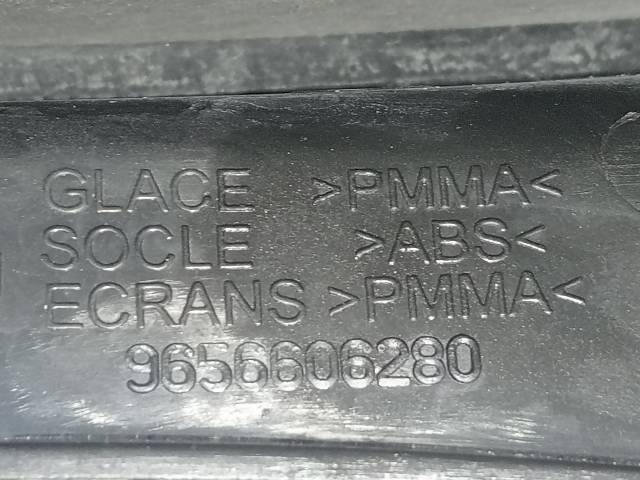 GLACE >PMMA<
SOCLE >ABS<
ECRANS >PMMA<
9656606280